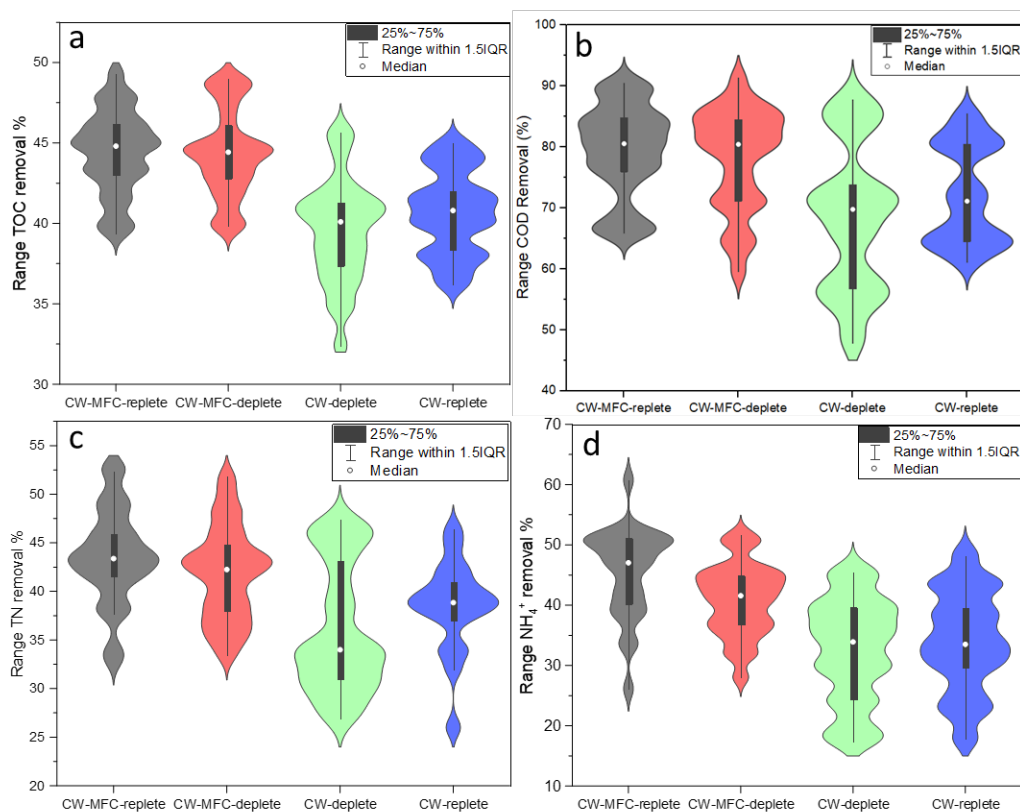 a
25%~75%
Range within 1.5IQR
Median
50
45
40
35
30
Range TOC removal %
CW-MFC-replete
CW-MFC-deplete
CW-deplete
CW-replete
b
25%~75%
Range within 1.5IQR
Median
100
90
80
70
60
50
40
Range COD Removal (%)
CW-MFC-replete
CW-MFC-deplete
CW-deplete
CW-replete
c
25%~75%
Range within 1.5IQR
Median
55
50
45
40
35
30
25
20
Range TN removal %
CW-MFC-replete
CW-MFC-deplete
CW-deplete
CW-replete
d
25%~75%
Range within 1.5IQR
Median
70
60
50
40
30
20
10
Range NH₄⁺ removal %
CW-MFC-replete
CW-MFC-deplete
CW-deplete
CW-replete